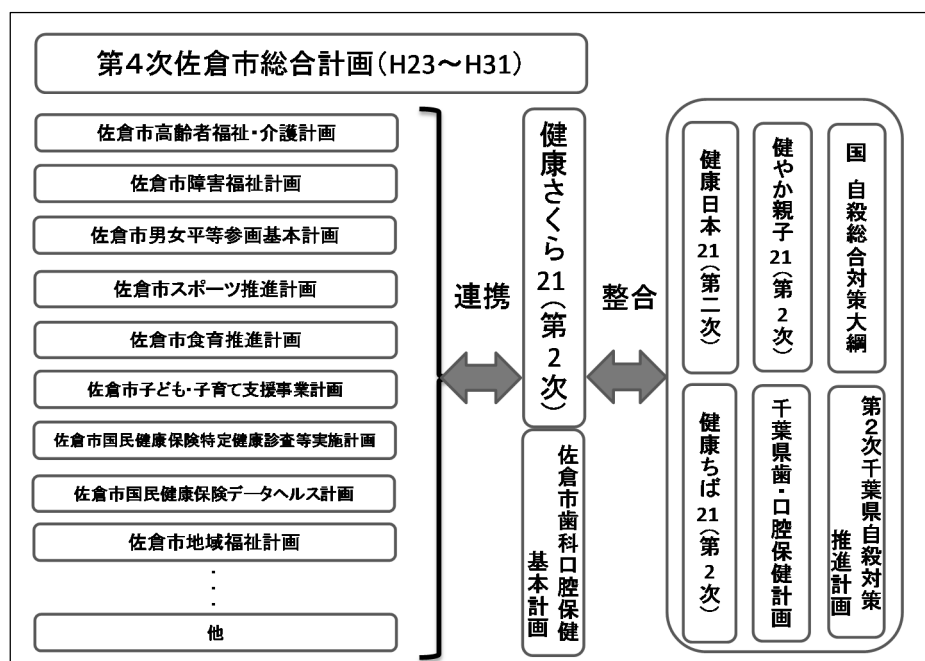 第4次佐倉市総合計画(H23～H31)
佐倉市高齢者福祉・介護計画
佐倉市障害福祉計画
佐倉市男女平等参画基本計画
佐倉市スポーツ推進計画
佐倉市食育推進計画
佐倉市子ども・子育て支援事業計画
佐倉市国民健康保険特定健康診査等実施計画
佐倉市国民健康保険データヘルス計画
佐倉市地域福祉計画
・
・
・
他
連携
健康さくら21(第2次)
佐倉市歯科口腔保健
基本計画
整合
健康日本21(第二次)
健やか親子21(第2次)
国 自殺総合対策大綱
健康ちば21(第2次)
千葉県歯・口腔保健計画
第2次千葉県自殺対策
推進計画